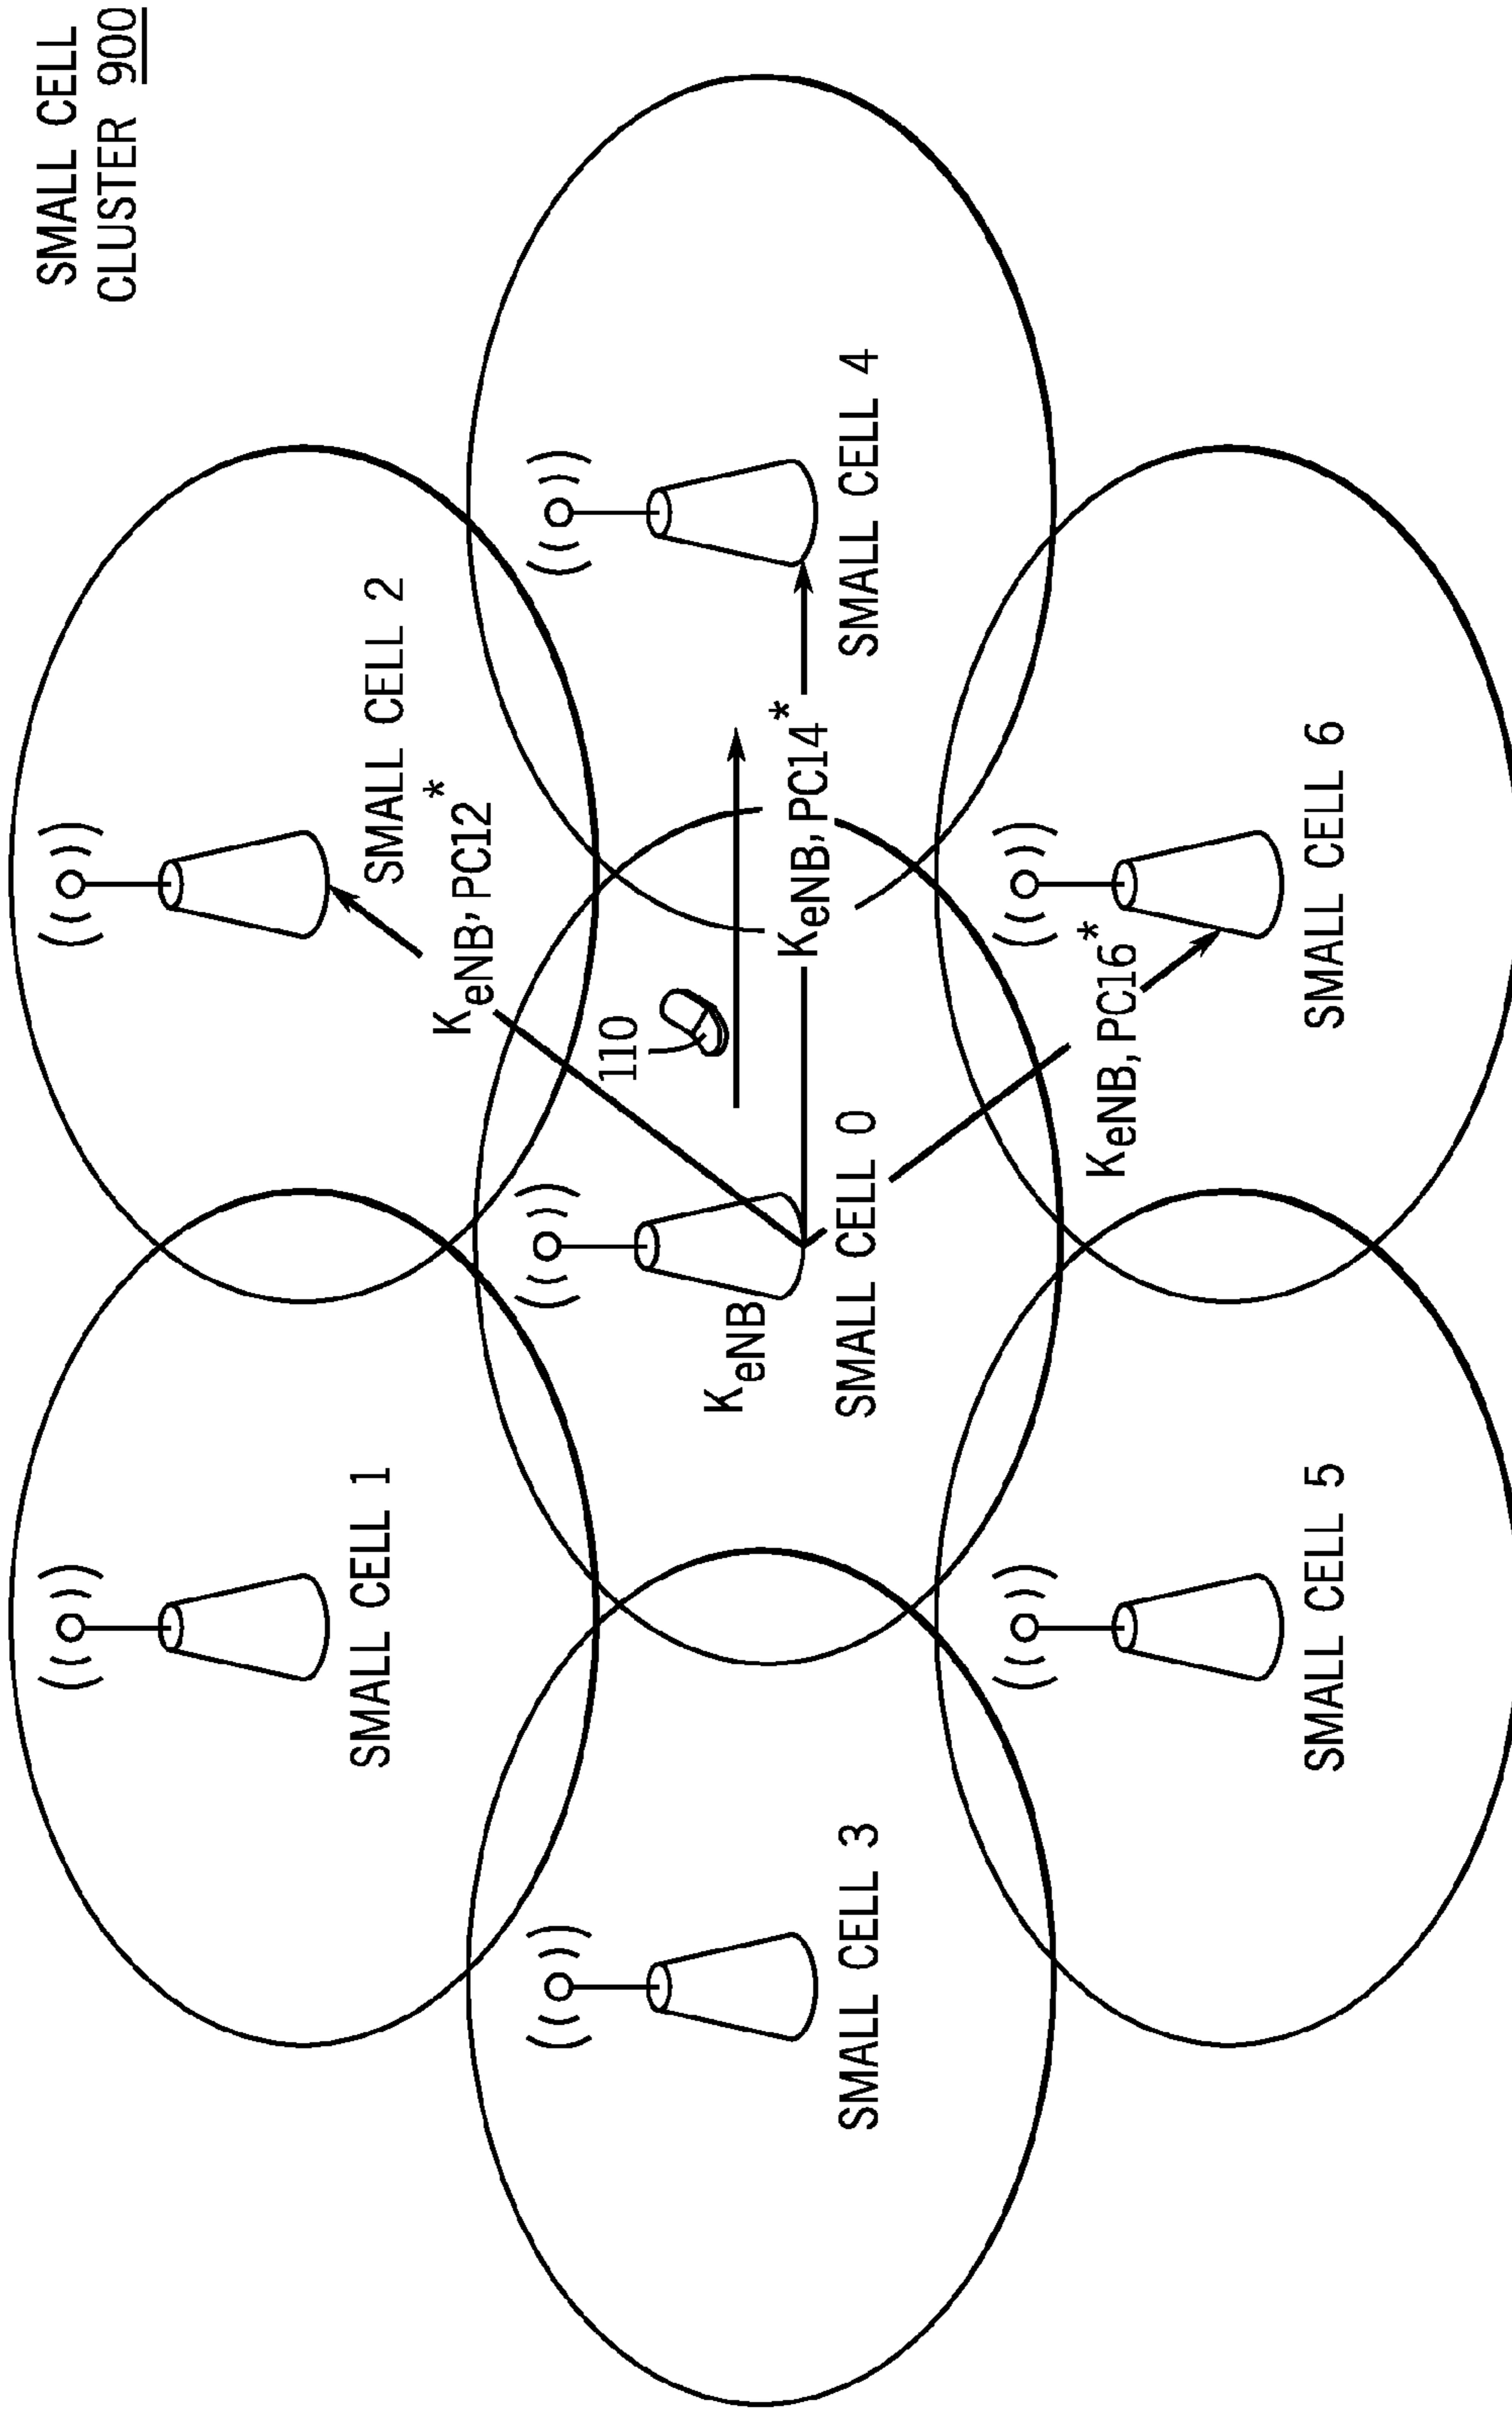 SMALL CELL
CLUSTER 900
SMALL CELL 1
SMALL CELL 2
KeNB, PC12*
110
KeNB
SMALL CELL 3
SMALL CELL 0
KeNB, PC14*
SMALL CELL 4
KeNB, PC16*
SMALL CELL 5
SMALL CELL 6